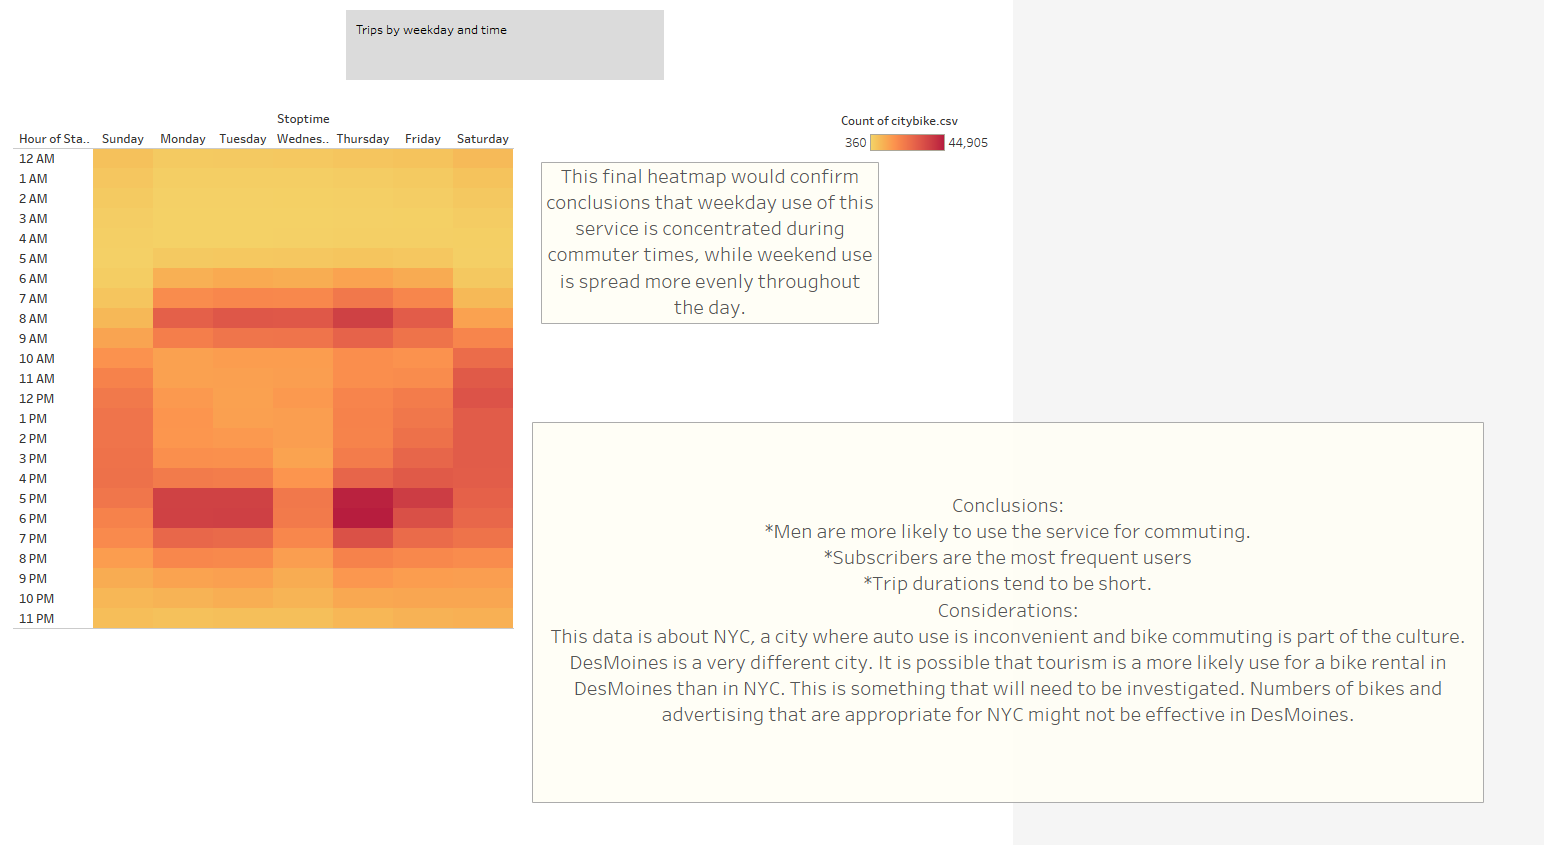 Trips by weekday and time
Stoptime
Hour of Sta.. Sunday Monday Tuesday Wednes.. Thursday Friday Saturday
12 AM
1 AM
2 AM
3 AM
4 AM
5 AM
6 AM
7 AM
8 AM
9 AM
10 AM
11 AM
12 PM
1 PM
2 PM
3 PM
4 PM
5 PM
6 PM
7 PM
8 PM
9 PM
10 PM
11 PM
Count of citybike.csv
360 44,905
This final heatmap would confirm
conclusions that weekday use of this
service is concentrated during
commuter times, while weekend use
is spread more evenly throughout
the day.
Conclusions:
*Men are more likely to use the service for commuting.
*Subscribers are the most frequent users
*Trip durations tend to be short.
Considerations:
This data is about NYC, a city where auto use is inconvenient and bike commuting is part of the culture.
DesMoines is a very different city. It is possible that tourism is a more likely use for a bike rental in
DesMoines than in NYC. This is something that will need to be investigated. Numbers of bikes and
advertising that are appropriate for NYC might not be effective in DesMoines.